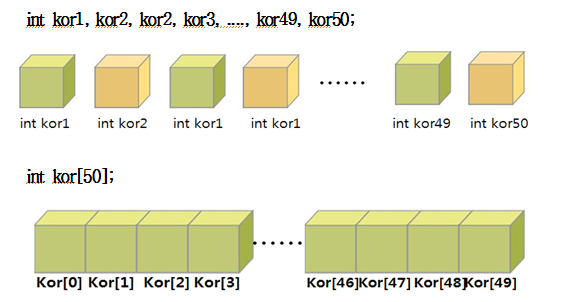 int kor1, kor2, kor2, kor3, ...., kor49, kor50;
int kor1 int kor2 int kor1 int kor1 ······ int kor49 int kor50
int kor[50];
Kor[0] Kor[1] Kor[2] Kor[3] ······ Kor[46] Kor[47] Kor[48] Kor[49]